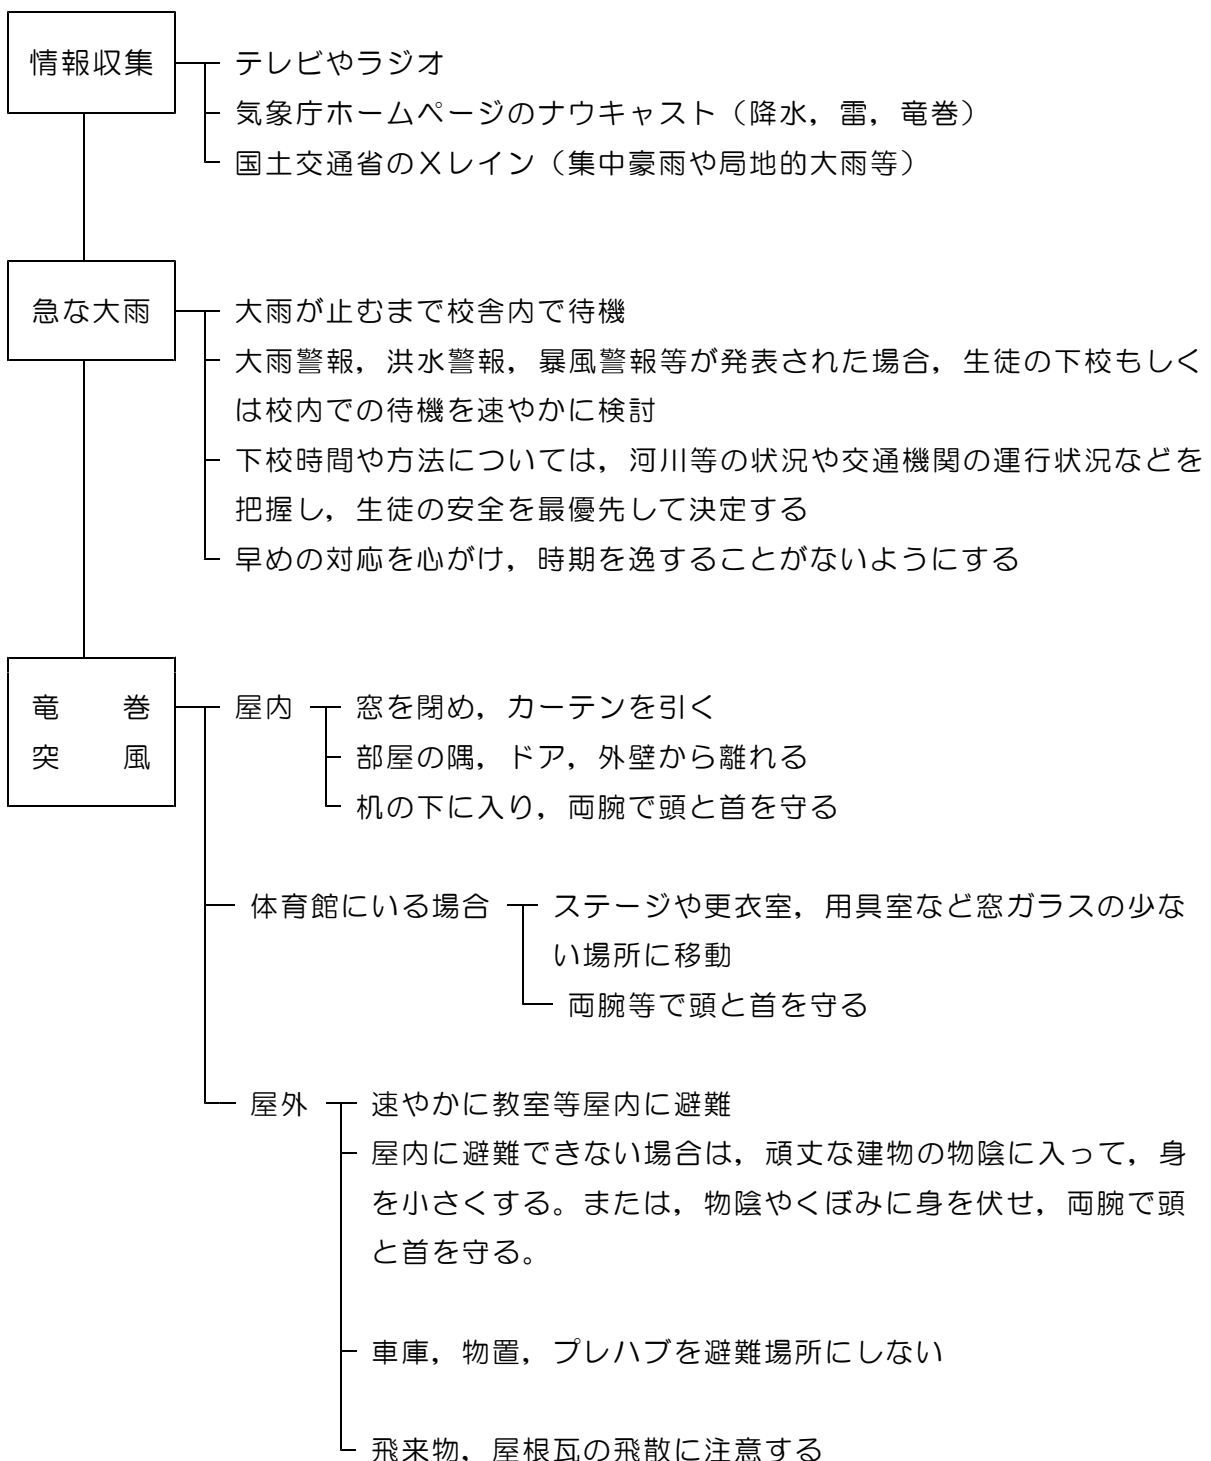 情報収集
テレビやラジオ
気象庁ホームページのナウキャスト（降水，雷，竜巻）
国土交通省のXレイン（集中豪雨や局地的大雨等）
急な大雨
大雨が止むまで校舎内で待機
大雨警報，洪水警報，暴風警報等が発表された場合，生徒の下校もしく
は校内での待機を速やかに検討
下校時間や方法については，河川等の状況や交通機関の運行状況などを
把握し，生徒の安全を最優先して決定する
早めの対応を心がけ，時期を逸することがないようにする
竜　巻
突　風
屋内
窓を閉め，カーテンを引く
部屋の隅，ドア，外壁から離れる
机の下に入り，両腕で頭と首を守る
体育館にいる場合
ステージや更衣室，用具室など窓ガラスの少な
い場所に移動
両腕等で頭と首を守る
屋外
速やかに教室等屋内に避難
屋内に避難できない場合は，頑丈な建物の物陰に入って，身
を小さくする。または，物陰やくぼみに身を伏せ，両腕で頭
と首を守る。
車庫，物置，プレハブを避難場所にしない
飛来物，屋根瓦の飛散に注意する